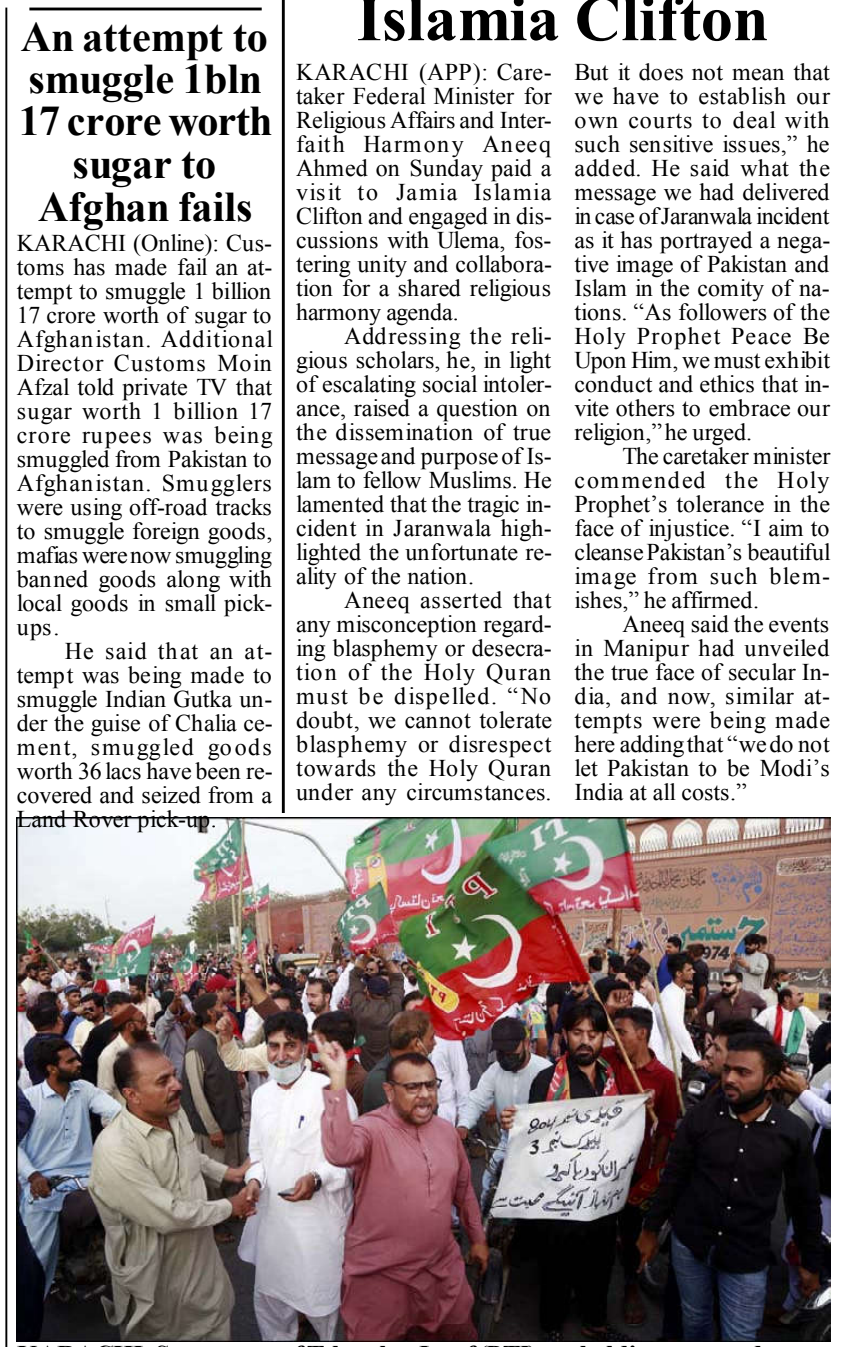 An attempt to
smuggle 1bln
17 crore worth
sugar to
Afghan fails
KARACHI (Online): Cus-
toms has made fail an at-
tempt to smuggle 1 billion
17 crore worth of sugar to
Afghanistan. Additional
Director Customs Moin
Afzal told private TV that
sugar worth 1 billion 17
crore rupees was being
smuggled from Pakistan to
Afghanistan. Smugglers
were using off-road tracks
to smuggle foreign goods,
mafias were now smuggling
banned goods along with
local goods in small pick-
ups.
He said that an at-
tempt was being made to
smuggle Indian Gutka un-
der the guise of Chalia ce-
ment, smuggled goods
worth 36 lacs have been re-
covered and seized from a
Land Rover pick-up.
Islamia Clifton
KARACHI (APP): Care-
taker Federal Minister for
Religious Affairs and Inter-
faith Harmony Aneeq
Ahmed on Sunday paid a
visit to Jamia Islamia
Clifton and engaged in dis-
cussions with Ulema, fos-
tering unity and collabora-
tion for a shared religious
harmony agenda.
Addressing the reli-
gious scholars, he, in light
of escalating social intoler-
ance, raised a question on
the dissemination of true
message and purpose of Is-
lam to fellow Muslims. He
lamented that the tragic in-
cident in Jaranwala high-
lighted the unfortunate re-
ality of the nation.
Aneeq asserted that
any misconception regard-
ing blasphemy or desecra-
tion of the Holy Quran
must be dispelled. “No
doubt, we cannot tolerate
blasphemy or disrespect
towards the Holy Quran
under any circumstances.
But it does not mean that
we have to establish our
own courts to deal with
such sensitive issues,” he
added. He said what the
message we had delivered
in case of Jaranwala incident
as it has portrayed a nega-
tive image of Pakistan and
Islam in the comity of na-
tions. “As followers of the
Holy Prophet Peace Be
Upon Him, we must exhibit
conduct and ethics that in-
vite others to embrace our
religion,” he urged.
The caretaker minister
commended the Holy
Prophet’s tolerance in the
face of injustice. “I aim to
cleanse Pakistan’s beautiful
image from such blem-
ishes,” he affirmed.
Aneeq said the events
in Manipur had unveiled
the true face of secular In-
dia, and now, similar at-
tempts were being made
here adding that “we do not
let Pakistan to be Modi’s
India at all costs.”
PTI
7 ستمبر
1974
قیدی نمبر 804
3
عمران کو رہا کرو